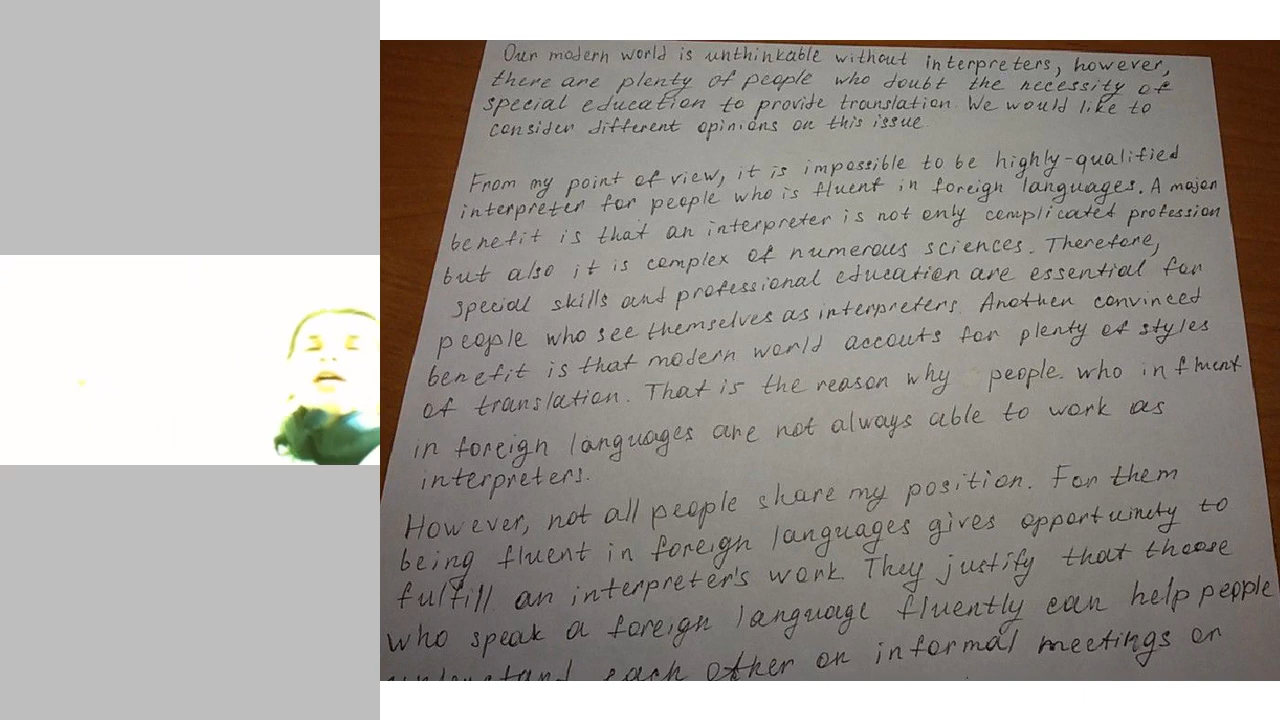 Our modern world is unthinkable without interpreters, however,
there are plenty of people who doubt the necessity of
special education to provide translation. We would like to
consider different opinions on this issue.
From my point of view, it is impossible to be highly-qualified
interpreter for people who is fluent in foreign languages. A major
benefit is that an interpreter is not only complicated profession
but also it is complex of numerous sciences. Therefore,
special skills and professional education are essential for
people who see themselves as interpreters. Another convinced
benefit is that modern world accouts for plenty of styles
of translation. That is the reason why people who in fluent
in foreign languages are not always able to work as
interpreters.
However, not all people share my position. For them
being fluent in foreign languages gives opportuinety to
fulfill an interpreter's work. They justify that thoose
who speak a foreign language fluently can help people
understand each other on informal meetings or